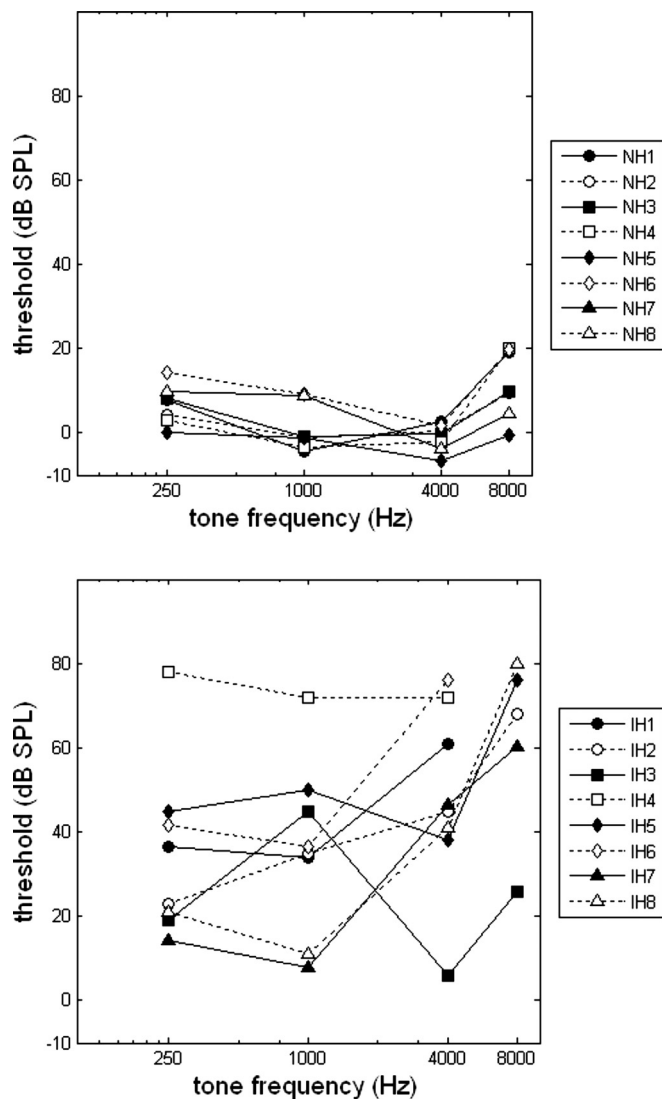 80
60
40
20
0
-10
threshold (dB SPL)
250 1000 4000 8000
tone frequency (Hz)
NH1
NH2
NH3
NH4
NH5
NH6
NH7
NH8
80
60
40
20
0
-10
threshold (dB SPL)
250 1000 4000 8000
tone frequency (Hz)
IH1
IH2
IH3
IH4
IH5
IH6
IH7
IH8